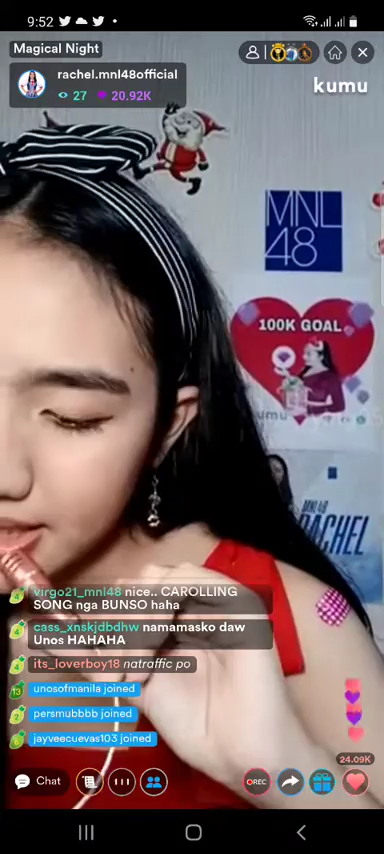 9:52
Magical Night
rachel.mnl48official
27 20.92K
kumu
MNL
48
100K GOAL
MNL48
RACHEL
virgo21_mnl48 nice.. CAROLLING
SONG nga BUNSO haha
cass_xnskjdbdhw namamasko daw
Unos HAHAHA
its_loverboy18 natraffic po
unosofmanila joined
persmubbbb joined
jayveecuevas103 joined
24.09K
Chat
REC